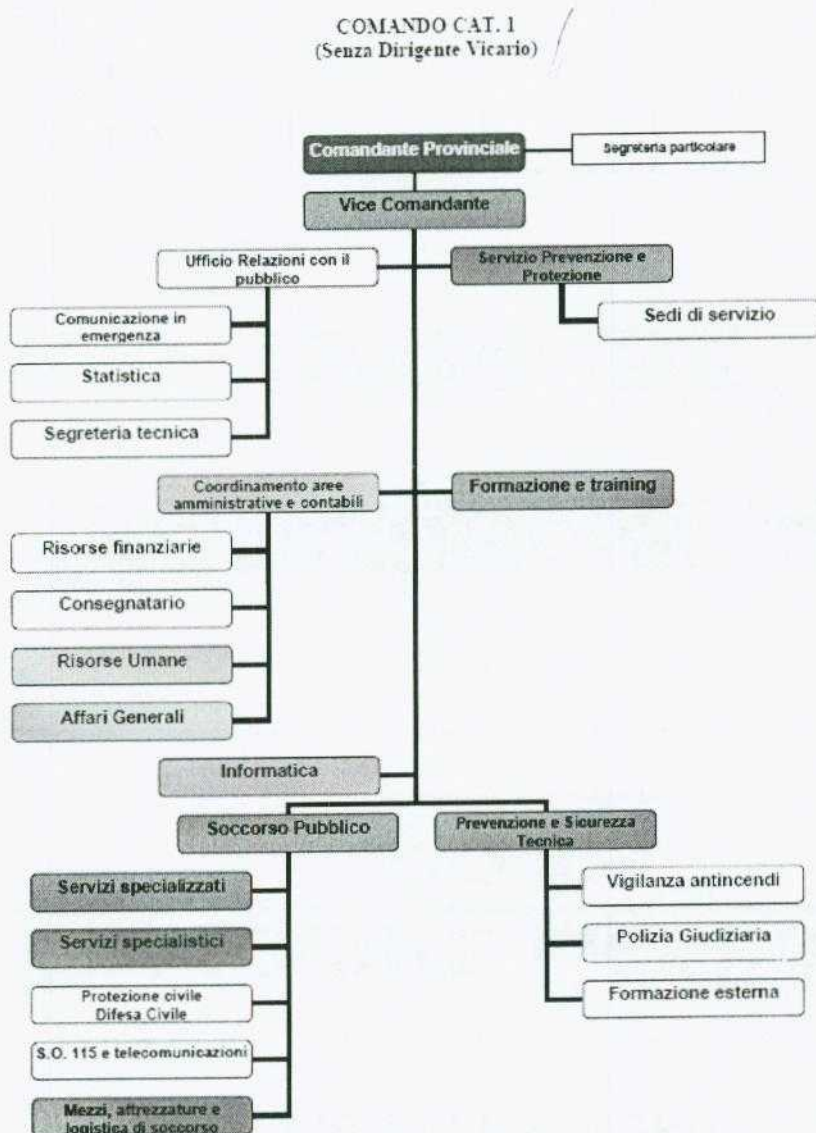 COMANDO CAT. 1
(Senza Dirigente Vicario)
Comandante Provinciale
Segreteria particolare
Vice Comandante
Ufficio Relazioni con il
pubblico
Servizio Prevenzione e
Protezione
Comunicazione in
emergenza
Sedi di servizio
Statistica
Segreteria tecnica
Coordinamento aree
amministrative e contabili
Formazione e training
Risorse finanziarie
Consegnatario
Risorse Umane
Affari Generali
Informatica
Soccorso Pubblico
Prevenzione e Sicurezza
Tecnica
Servizi specializzati
Servizi specialistici
Protezione civile
Difesa Civile
S.O. 115 e telecomunicazioni
Mezzi, attrezzature e
logistica di soccorso
Vigilanza antincendi
Polizia Giudiziaria
Formazione esterna